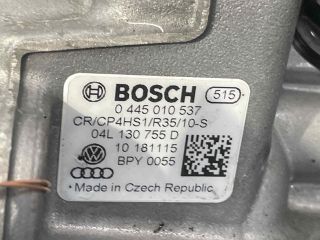 BOSCH 515
0 445 010 537
CR/CP4HS1/R35/10-S
04L 130 755 D
10 181115
BPY 0055
• Made in Czech Republic